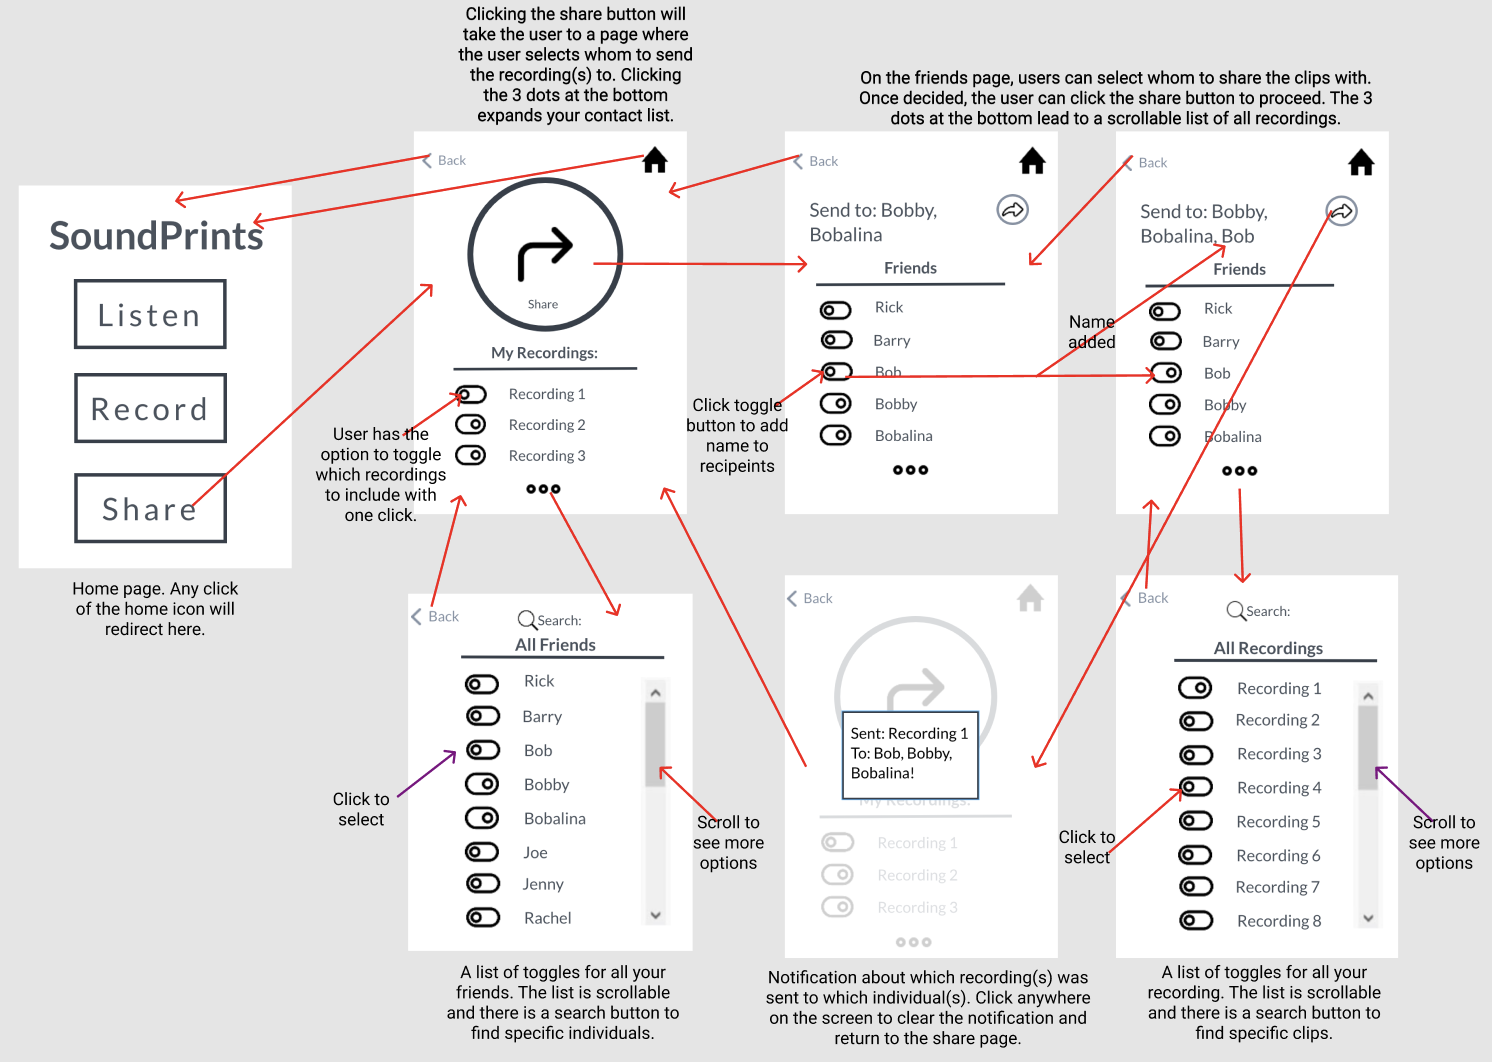 Clicking the share button will
take the user to a page where
the user selects whom to send
the recording(s) to. Clicking
the 3 dots at the bottom
expands your contact list.
On the friends page, users can select whom to share the clips with.
Once decided, the user can click the share button to proceed. The 3
dots at the bottom lead to a scrollable list of all recordings.
SoundPrints
Listen
Record
Share
Home page. Any click
of the home icon will
redirect here.
Back
Share
My Recordings:
Recording 1
Recording 2
Recording 3
User has the
option to toggle
which recordings
to include with
one click.
Back
Send to: Bobby,
Bobalina
Friends
Rick
Barry
Bob
Bobby
Bobalina
Click toggle
button to add
name to
recipeints
Name
added
Back
Send to: Bobby,
Bobalina, Bob
Friends
Rick
Barry
Bob
Bobby
Bobalina
Back
Search:
All Friends
Rick
Barry
Bob
Bobby
Bobalina
Joe
Jenny
Rachel
Click to
select
Scroll to
see more
options
A list of toggles for all your
friends. The list is scrollable
and there is a search button to
find specific individuals.
Back
Sent: Recording 1
To: Bob, Bobby,
Bobalina!
My Recordings:
Recording 1
Recording 2
Recording 3
Notification about which recording(s) was
sent to which individual(s). Click anywhere
on the screen to clear the notification and
return to the share page.
Back
Search:
All Recordings
Recording 1
Recording 2
Recording 3
Recording 4
Recording 5
Recording 6
Recording 7
Recording 8
Click to
select
Scroll to
see more
options
A list of toggles for all your
recording. The list is scrollable
and there is a search button to
find specific clips.